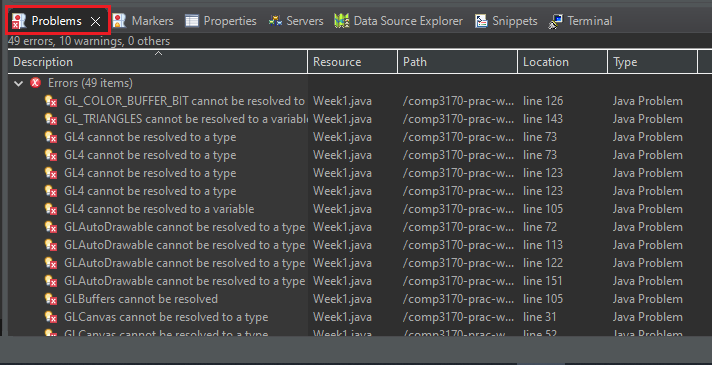 Problems Markers Properties Servers Data Source Explorer Snippets Terminal
49 errors, 10 warnings, 0 others
Description Resource Path Location Type
Errors (49 items)
GL_COLOR_BUFFER_BIT cannot be resolved to Week1.java /comp3170-prac-w... line 126 Java Problem
GL_TRIANGLES cannot be resolved to a variabl Week1.java /comp3170-prac-w... line 143 Java Problem
GL4 cannot be resolved to a type Week1.java /comp3170-prac-w... line 73 Java Problem
GL4 cannot be resolved to a type Week1.java /comp3170-prac-w... line 73 Java Problem
GL4 cannot be resolved to a type Week1.java /comp3170-prac-w... line 123 Java Problem
GL4 cannot be resolved to a type Week1.java /comp3170-prac-w... line 123 Java Problem
GL4 cannot be resolved to a variable Week1.java /comp3170-prac-w... line 105 Java Problem
GLAutoDrawable cannot be resolved to a type Week1.java /comp3170-prac-w... line 72 Java Problem
GLAutoDrawable cannot be resolved to a type Week1.java /comp3170-prac-w... line 113 Java Problem
GLAutoDrawable cannot be resolved to a type Week1.java /comp3170-prac-w... line 122 Java Problem
GLAutoDrawable cannot be resolved to a type Week1.java /comp3170-prac-w... line 151 Java Problem
GLBuffers cannot be resolved Week1.java /comp3170-prac-w... line 105 Java Problem
GLCanvas cannot be resolved to a type Week1.java /comp3170-prac-w... line 31 Java Problem
GLCanvas cannot be resolved to a type Week1.java /comp3170-prac-w... line 52 Java Problem